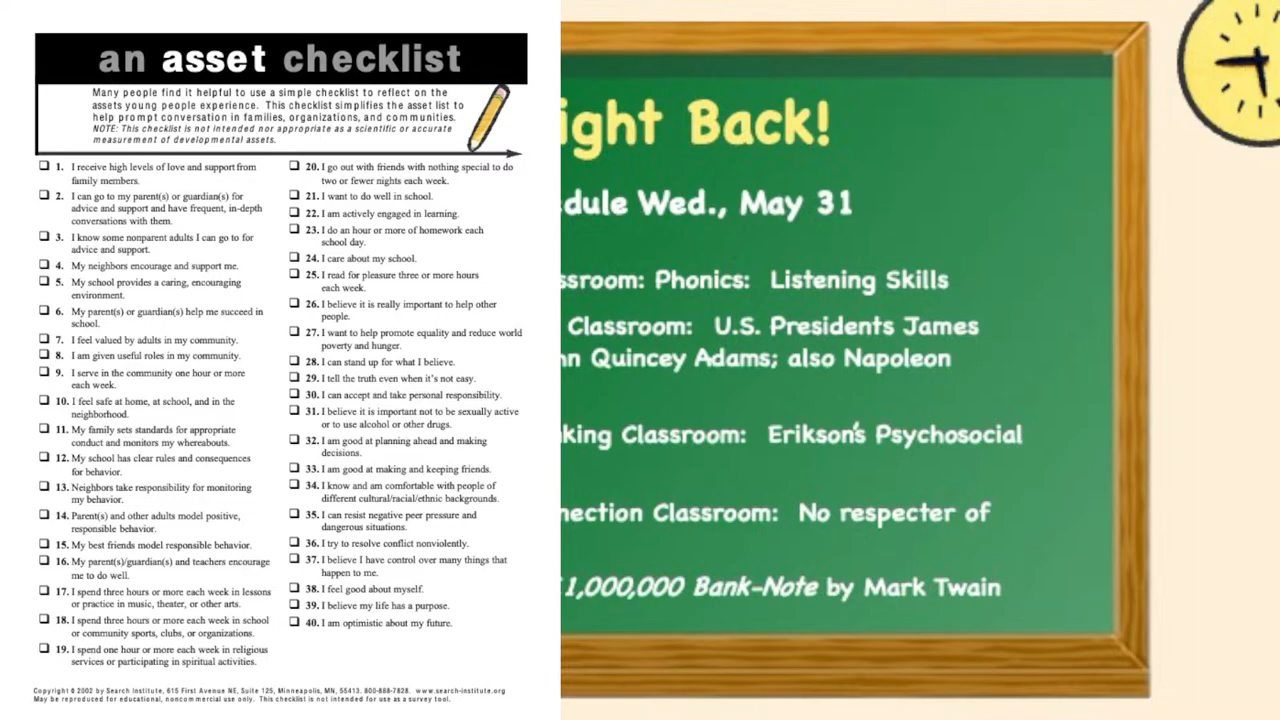 an asset checklist
Many people find it helpful to use a simple checklist to reflect on the
assets young people experience. This checklist simplifies the asset list to
help prompt conversation in families, organizations, and communities.
NOTE: This checklist is not intended nor appropriate as a scientific or accurate
measurement of developmental assets.
1. I receive high levels of love and support from
family members.
2. I can go to my parent(s) or guardian(s) for
advice and support and have frequent, in-depth
conversations with them.
3. I know some nonparent adults I can go to for
advice and support.
4. My neighbors encourage and support me.
5. My school provides a caring, encouraging
environment.
6. My parent(s) or guardian(s) help me succeed in
school.
7. I feel valued by adults in my community.
8. I am given useful roles in my community.
9. I serve in the community one hour or more
each week.
10. I feel safe at home, at school, and in the
neighborhood.
11. My family sets standards for appropriate
conduct and monitors my whereabouts.
12. My school has clear rules and consequences
for behavior.
13. Neighbors take responsibility for monitoring
my behavior.
14. Parent(s) and other adults model positive,
responsible behavior.
15. My best friends model responsible behavior.
16. My parent(s)/guardian(s) and teachers encourage
me to do well.
17. I spend three hours or more each week in lessons
or practice in music, theater, or other arts.
18. I spend three hours or more each week in school
or community sports, clubs, or organizations.
19. I spend one hour or more each week in religious
services or participating in spiritual activities.
20. I go out with friends with nothing special to do
two or fewer nights each week.
21. I want to do well in school.
22. I am actively engaged in learning.
23. I do an hour or more of homework each
school day.
24. I care about my school.
25. I read for pleasure three or more hours
each week.
26. I believe it is really important to help other
people.
27. I want to help promote equality and reduce world
poverty and hunger.
28. I can stand up for what I believe.
29. I tell the truth even when it's not easy.
30. I can accept and take personal responsibility.
31. I believe it is important not to be sexually active
or to use alcohol or other drugs.
32. I am good at planning ahead and making
decisions.
33. I am good at making and keeping friends.
34. I know and am comfortable with people of
different cultural/racial/ethnic backgrounds.
35. I can resist negative peer pressure and
dangerous situations.
36. I try to resolve conflict nonviolently.
37. I believe I have control over many things that
happen to me.
38. I feel good about myself.
39. I believe my life has a purpose.
40. I am optimistic about my future.
Copyright © 2002 by Search Institute, 615 First Avenue NE, Suite 125, Minneapolis, MN, 55413. 800-888-7828. www.search-institute.org
May be reproduced for educational, noncommercial use only. This checklist is not intended for use as a survey tool.
ight Back!
dule Wed., May 31
ssroom: Phonics: Listening Skills
Classroom: U.S. Presidents James
nn Quincey Adams; also Napoleon
king Classroom: Erikson's Psychosocial
nection Classroom: No respecter of
1,000,000 Bank-Note by Mark Twain